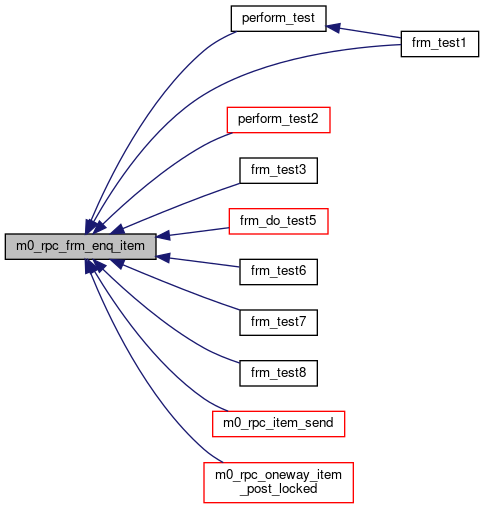 perform_test
frm_test1
perform_test2
frm_test3
frm_do_test5
m0_rpc_frm_enq_item
frm_test6
frm_test7
frm_test8
m0_rpc_item_send
m0_rpc_oneway_item
_post_locked